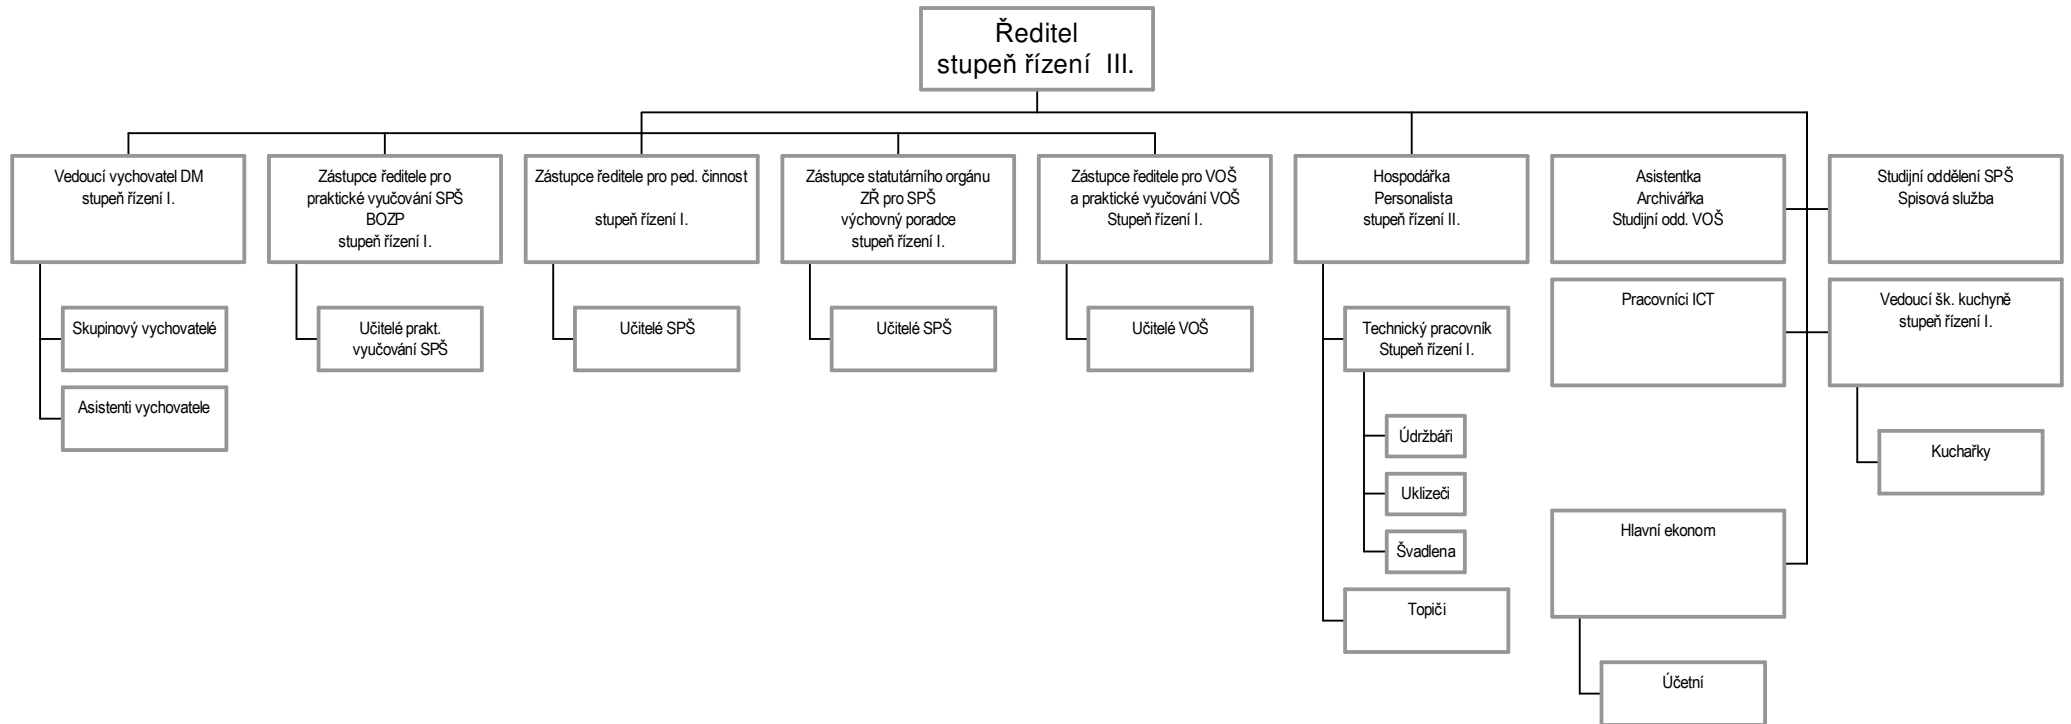 Ředitel
stupeň řízení  III.
Vedoucí vychovatel DM
stupeň řízení I.
Zástupce ředitele pro
praktické vyučování SPŠ
BOZP
stupeň řízení I.
Zástupce ředitele pro ped. činnost
stupeň řízení I.
Zástupce statutárního orgánu
ZŘ pro SPŠ
výchovný poradce
stupeň řízení I.
Zástupce ředitele pro VOŠ
a praktické vyučování VOŠ
Stupeň řízení I.
Hospodářka
Personalista
stupeň řízení II.
Asistentka
Archivářka
Studijní odd. VOŠ
Studijní oddělení SPŠ
Spisová služba
Pracovníci ICT
Vedoucí šk. kuchyně
stupeň řízení I.
Skupinový vychovatelé
Učitelé prakt.
vyučování SPŠ
Učitelé SPŠ
Učitelé SPŠ
Učitelé VOŠ
Technický pracovník
Stupeň řízení I.
Asistenti vychovatele
Údržbáři
Kuchařky
Uklizeči
Hlavní ekonom
Švadlena
Topiči
Účetní